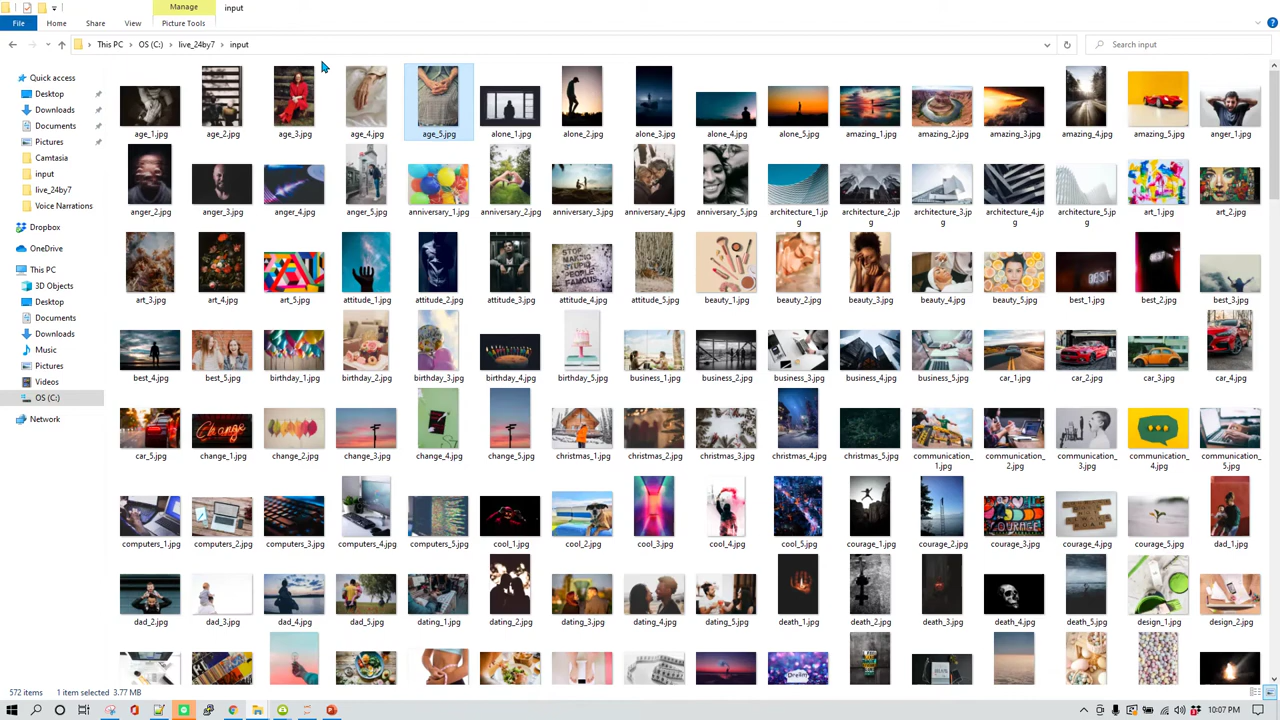 Manage
input
File
Home
Share
View
Picture Tools
This PC
OS (C:)
live_24by7
input
Search input
Quick access
Desktop
Downloads
Documents
Pictures
Camtasia
input
live_24by7
Voice Narrations
Dropbox
OneDrive
This PC
3D Objects
Desktop
Documents
Downloads
Music
Pictures
Videos
OS (C:)
Network
age_1.jpg age_2.jpg age_3.jpg age_4.jpg age_5.jpg alone_1.jpg alone_2.jpg alone_3.jpg alone_4.jpg alone_5.jpg amazing_1.jpg amazing_2.jpg amazing_3.jpg amazing_4.jpg amazing_5.jpg anger_1.jpg
anger_2.jpg anger_3.jpg anger_4.jpg anger_5.jpg anniversary_1.jpg anniversary_2.jpg anniversary_3.jpg anniversary_4.jpg anniversary_5.jpg architecture_1.jpg architecture_2.jpg architecture_3.jpg architecture_4.jpg architecture_5.jpg art_1.jpg art_2.jpg
STOP
MAKING
STUPID
PEOPLE
FAMOUS
BEST
art_3.jpg art_4.jpg art_5.jpg attitude_1.jpg attitude_2.jpg attitude_3.jpg attitude_4.jpg attitude_5.jpg beauty_1.jpg beauty_2.jpg beauty_3.jpg beauty_4.jpg beauty_5.jpg best_1.jpg best_2.jpg best_3.jpg
best_4.jpg best_5.jpg birthday_1.jpg birthday_2.jpg birthday_3.jpg birthday_4.jpg birthday_5.jpg business_1.jpg business_2.jpg business_3.jpg business_4.jpg business_5.jpg car_1.jpg car_2.jpg car_3.jpg car_4.jpg
Change
car_5.jpg change_1.jpg change_2.jpg change_3.jpg change_4.jpg change_5.jpg christmas_1.jpg christmas_2.jpg christmas_3.jpg christmas_4.jpg christmas_5.jpg communication_1.jpg communication_2.jpg communication_3.jpg communication_4.jpg communication_5.jpg
COURAGE
computers_1.jpg computers_2.jpg computers_3.jpg computers_4.jpg computers_5.jpg cool_1.jpg cool_2.jpg cool_3.jpg cool_4.jpg cool_5.jpg courage_1.jpg courage_2.jpg courage_3.jpg courage_4.jpg courage_5.jpg dad_1.jpg
dad_2.jpg dad_3.jpg dad_4.jpg dad_5.jpg dating_1.jpg dating_2.jpg dating_3.jpg dating_4.jpg dating_5.jpg death_1.jpg death_2.jpg death_3.jpg death_4.jpg death_5.jpg design_1.jpg design_2.jpg
572 items
1 item selected 3.77 MB
10:07 PM